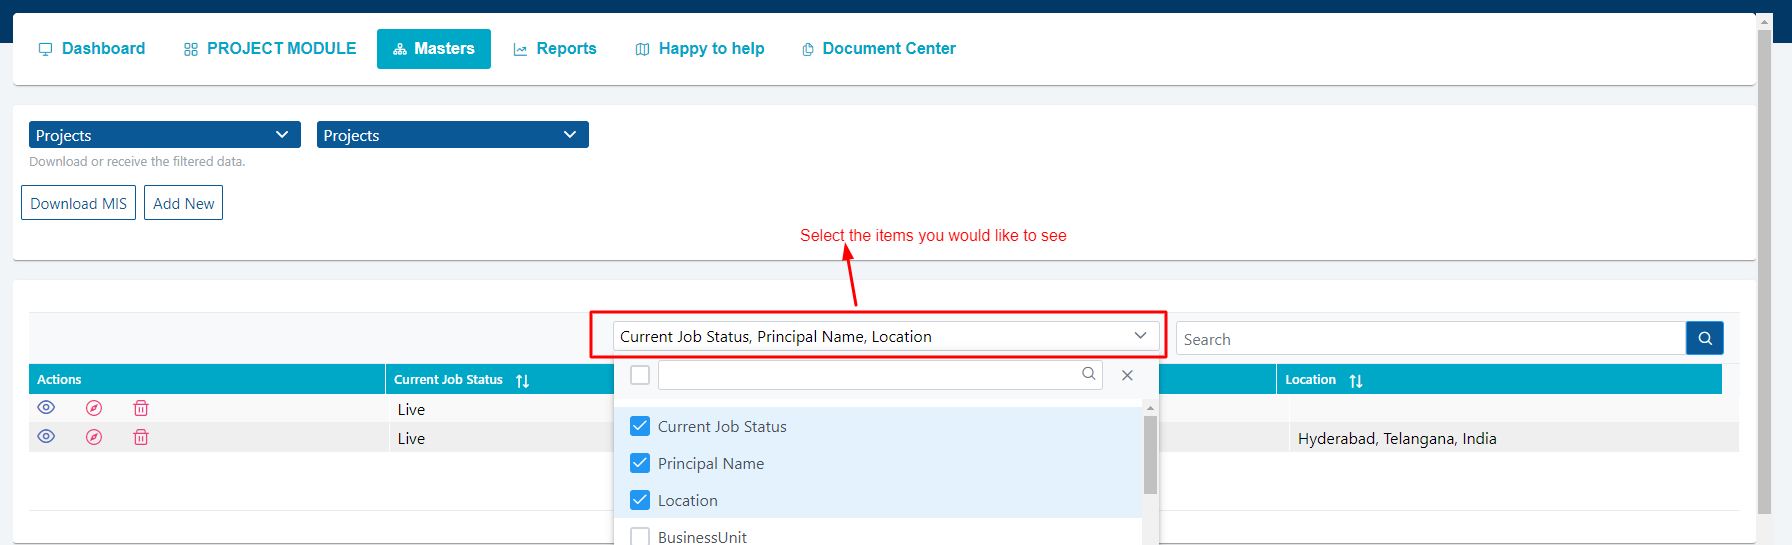 Dashboard PROJECT MODULE Masters Reports Happy to help Document Center
Projects Projects
Download or receive the filtered data.
Download MIS Add New
Select the items you would like to see
Current Job Status, Principal Name, Location Search
Actions Current Job Status Location
Live
Live Hyderabad, Telangana, India
Current Job Status
Principal Name
Location
BusinessUnit